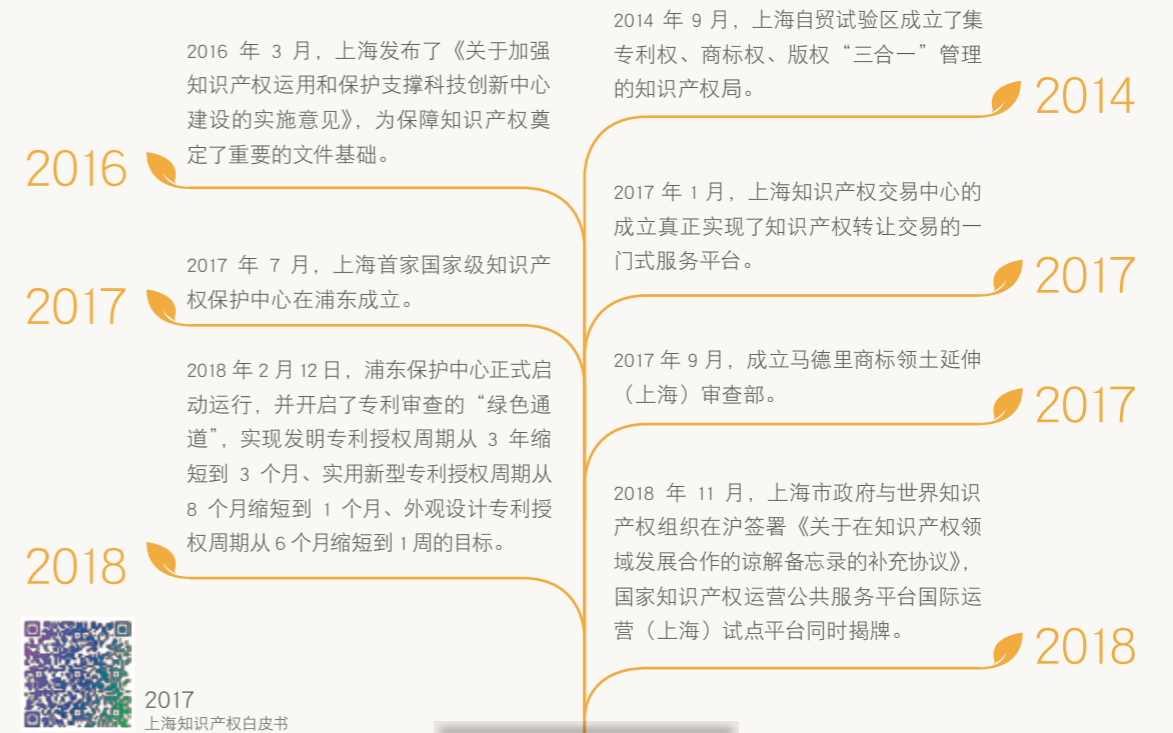 2014 年 9 月，上海自贸试验区成立了集
专利权、商标权、版权“三合一”管理
的知识产权局。
2014
2016 年 3 月，上海发布了《关于加强
知识产权运用和保护支撑科技创新中心
建设的实施意见》，为保障知识产权奠
定了重要的文件基础。
2016
2017 年 1 月，上海知识产权交易中心的
成立真正实现了知识产权转让交易的一
门式服务平台。
2017
2017 年 7 月，上海首家国家级知识产
权保护中心在浦东成立。
2017
2017 年 9 月，成立马德里商标领土延伸
（上海）审查部。
2017
2018 年 2 月 12 日，浦东保护中心正式启
动运行，并开启了专利审查的“绿色通
道”，实现发明专利授权周期从 3 年缩
短到 3 个月、实用新型专利授权周期从
8 个月缩短到 1 个月、外观设计专利授
权周期从 6 个月缩短到 1 周的目标。
2018
2018 年 11 月，上海市政府与世界知识
产权组织在沪签署《关于在知识产权领
域发展合作的谅解备忘录的补充协议》，
国家知识产权运营公共服务平台国际运
营（上海）试点平台同时揭牌。
2018
2017
上海知识产权白皮书